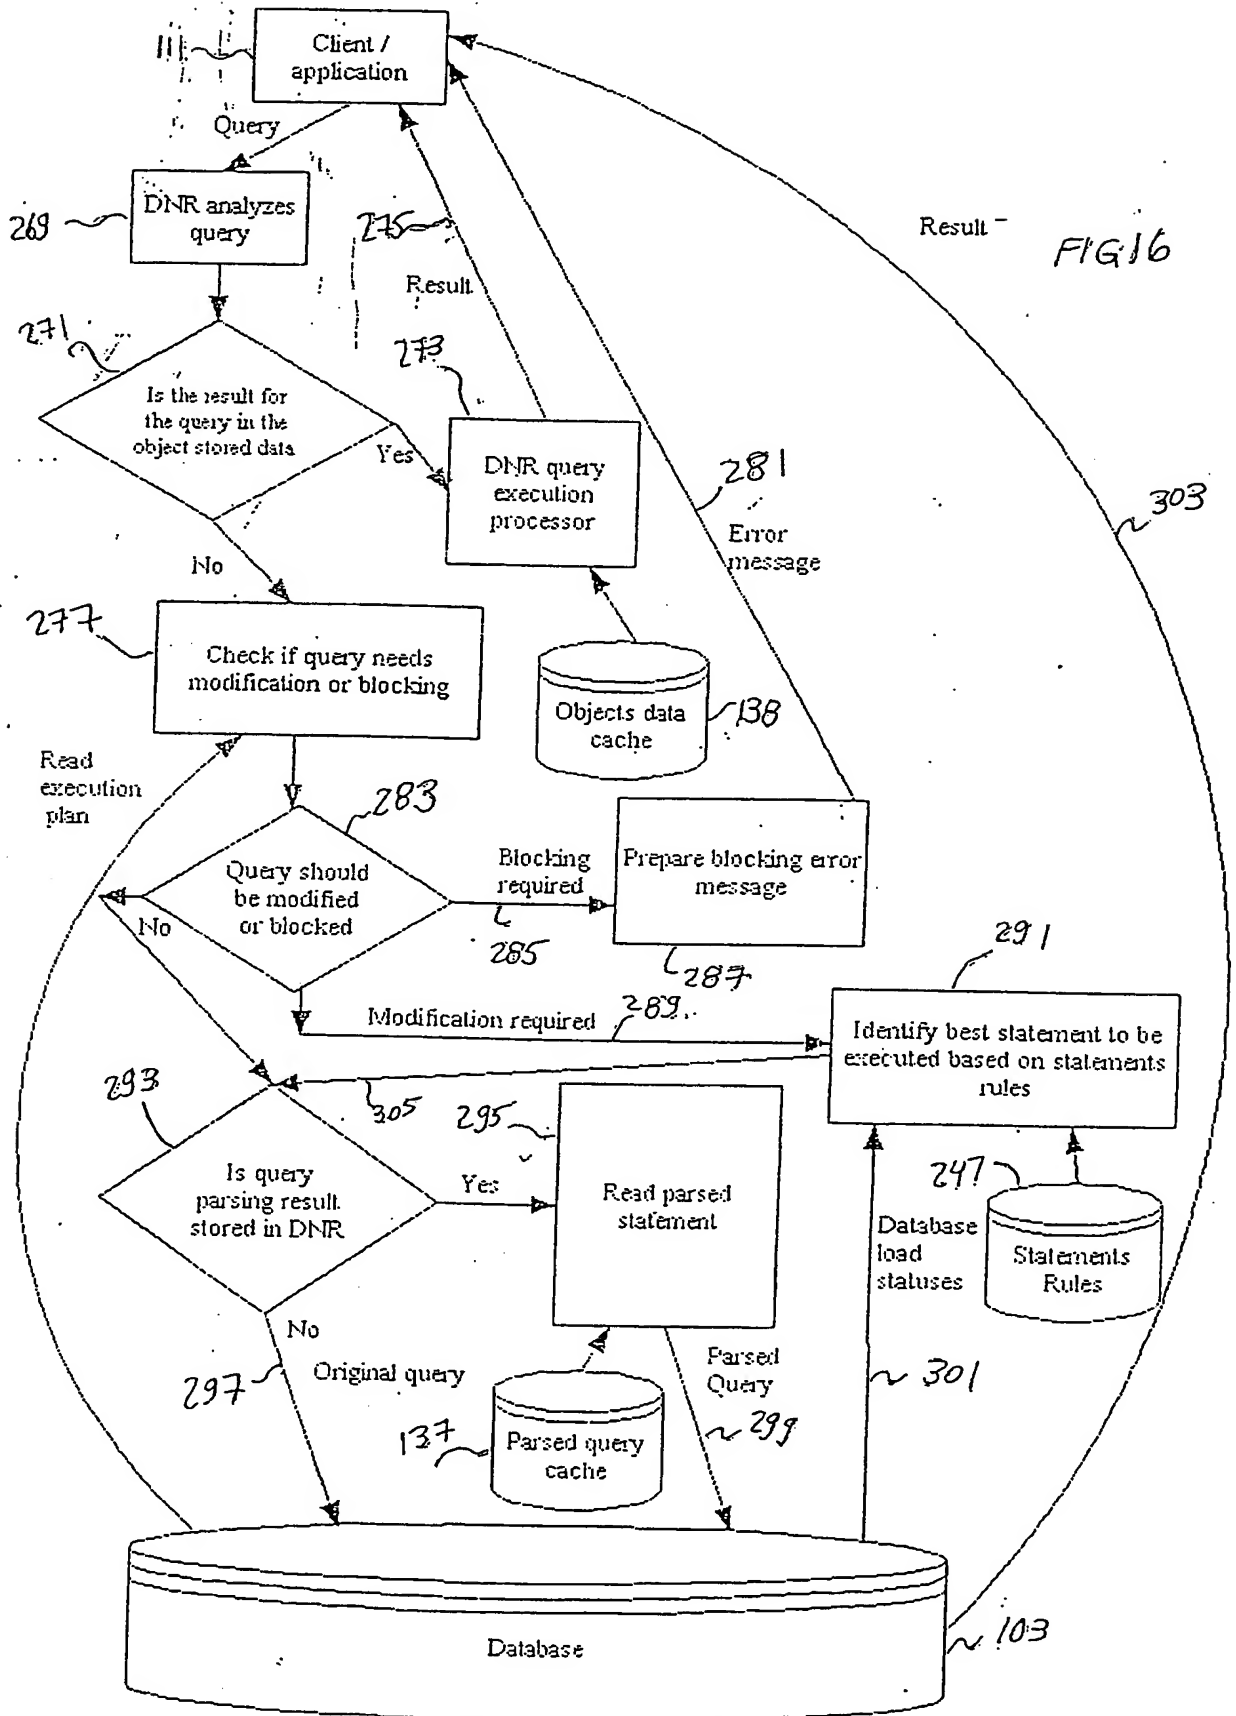 111
Client /
application
Query
DNR analyzes
query
269
275
Result
Result
FIG 16
271
Is the result for
the query in the
object stored data
Yes
273
DNR query
execution
processor
281
Error
message
303
No
277
Check if query needs
modification or blocking
Objects data
cache
138
Read
execution
plan
283
Query should
be modified
or blocked
No
Blocking
required
285
Prepare blocking error
message
287
291
Modification required
289
Identify best statement to be
executed based on statements
rules
293
305
295
Is query
parsing result
stored in DNR
Yes
Read parsed
statement
247
Database
load
statuses
Statements
Rules
No
297
Original query
Parsed
Query
301
299
137
Parsed query
cache
Database
103